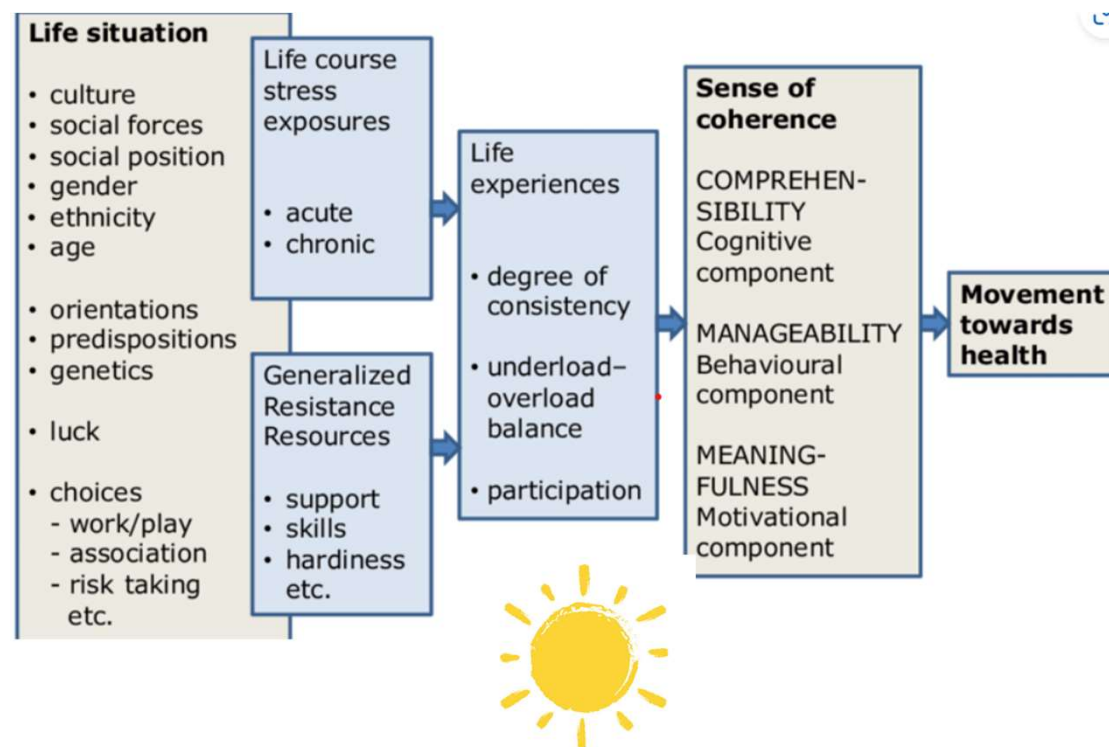 Life situation
• culture
• social forces
• social position
• gender
• ethnicity
• age
• orientations
• predispositions
• genetics
• luck
• choices
- work/play
- association
- risk taking
etc.
Life course
stress
exposures
• acute
• chronic
Generalized
Resistance
Resources
• support
• skills
• hardiness
etc.
Life
experiences
• degree of
consistency
• underload–
overload
balance
• participation
Sense of
coherence
COMPREHEN-
SIBILITY
Cognitive
component
MANAGEABILITY
Behavioural
component
MEANING-
FULNESS
Motivational
component
Movement
towards
health